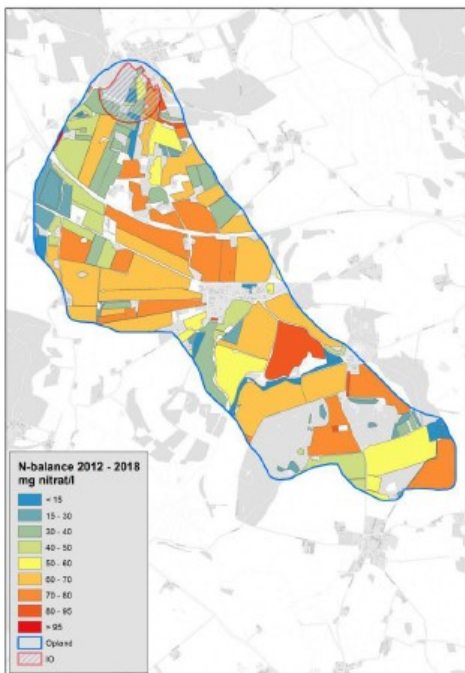 N-balance 2012 - 2018
mg nitrat/l
< 15
15 - 30
30 - 40
40 - 50
50 - 60
60 - 70
70 - 80
80 - 95
> 95
Opland
IO